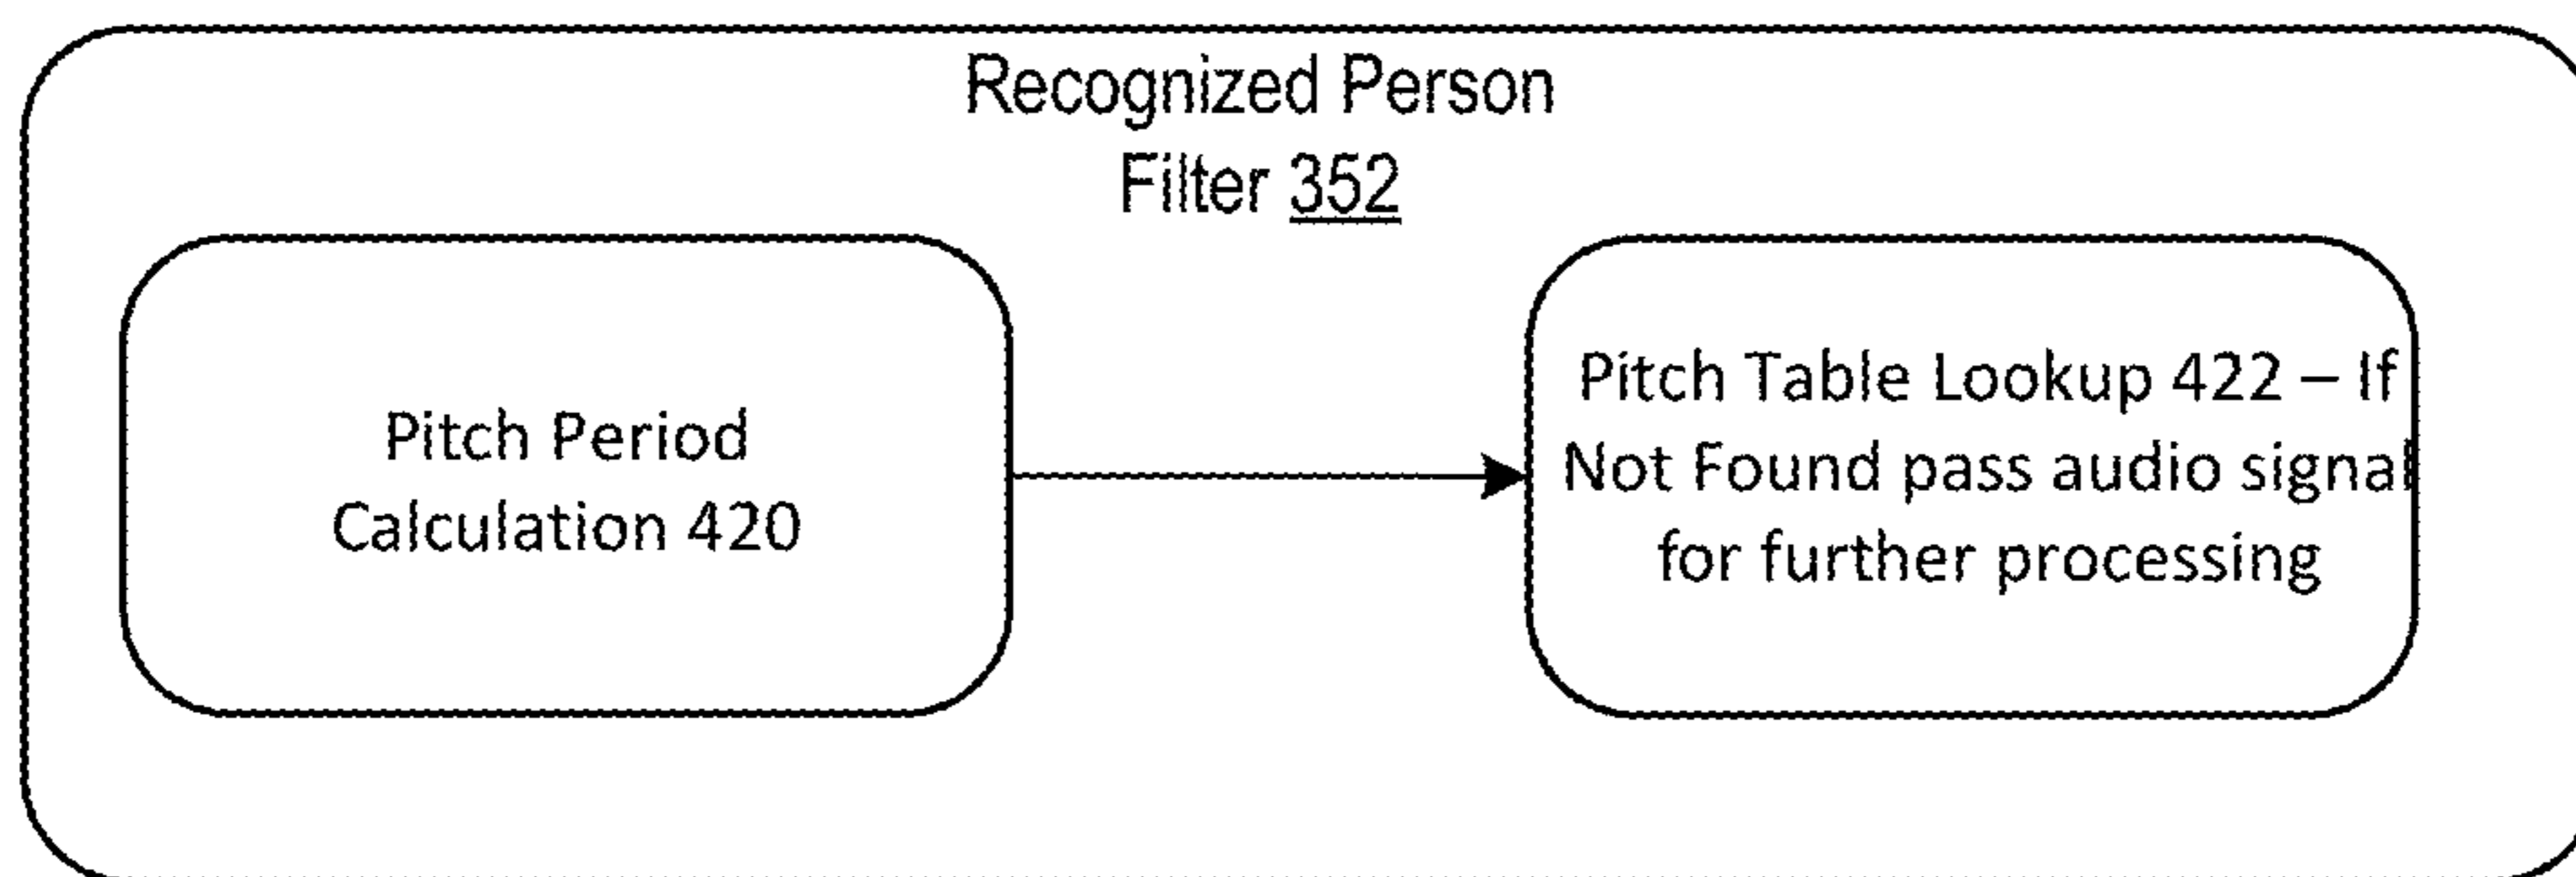 Recognized Person
Filter 352
Pitch Period
Calculation 420
Pitch Table Lookup 422 – If
Not Found pass audio signal
for further processing